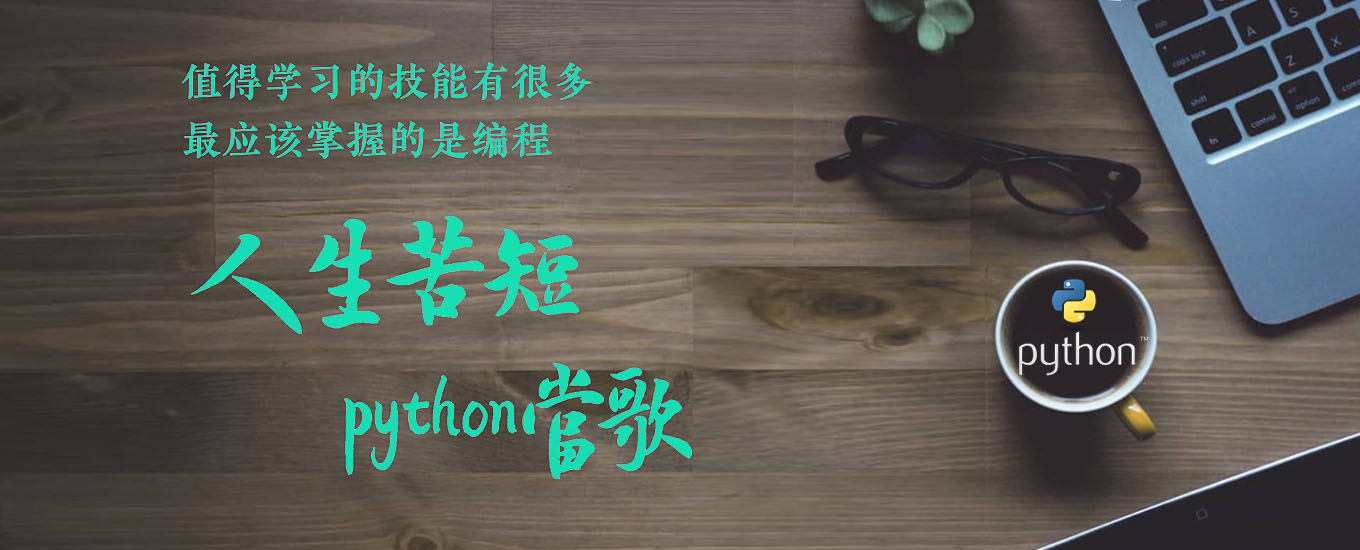 值得学习的技能有很多
最应该掌握的是编程
人生苦短
python當歌
python™
tab
caps lock
A
S
Z
X
shift
fn
control
option